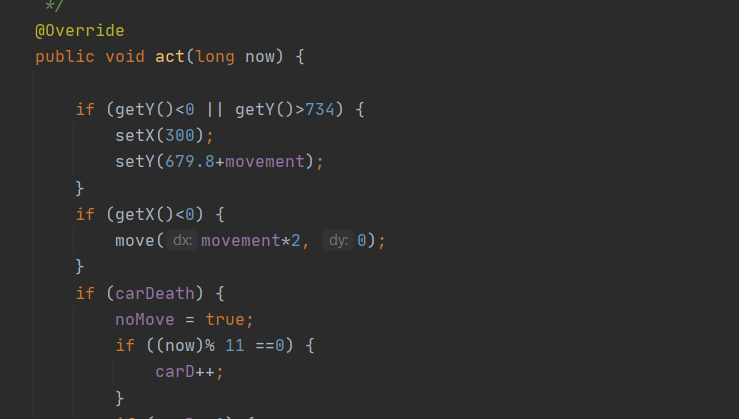 */
@Override
public void act(long now) {
if (getY()<0 || getY()>734) {
setX(300);
setY(679.8+movement);
}
if (getX()<0) {
move( dx: movement*2, dy: 0);
}
if (carDeath) {
noMove = true;
if ((now)% 11 ==0) {
carD++;
}